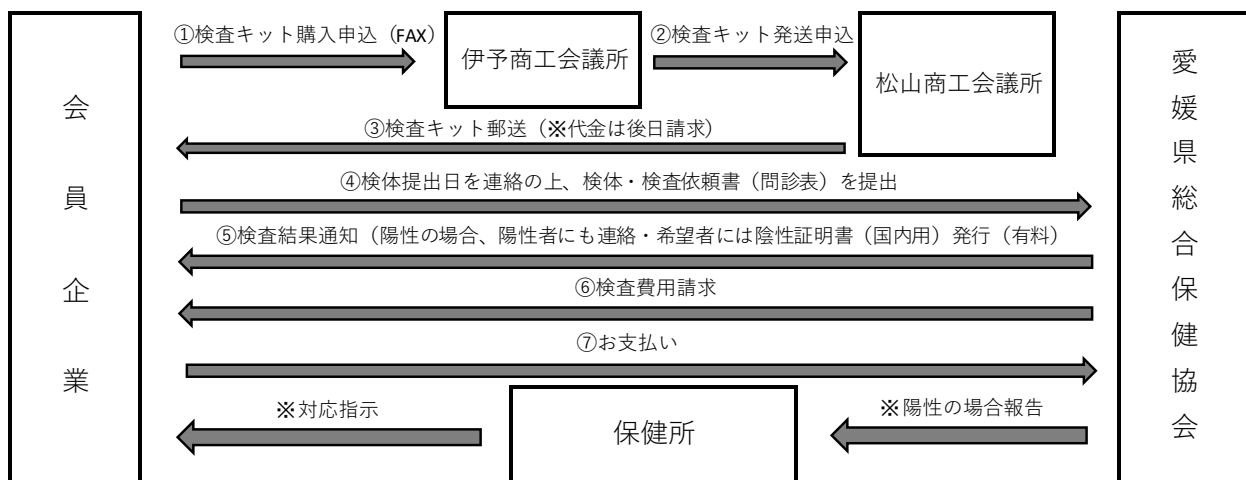 会員企業
①検査キット購入申込（FAX）
伊予商工会議所
②検査キット発送申込
松山商工会議所
愛媛県総合保健協会
③検査キット郵送（※代金は後日請求）
④検体提出日を連絡の上、検体・検査依頼書（問診表）を提出
⑤検査結果通知（陽性の場合、陽性者にも連絡・希望者には陰性証明書（国内用）発行（有料）
⑥検査費用請求
⑦お支払い
※対応指示
保健所
※陽性の場合報告